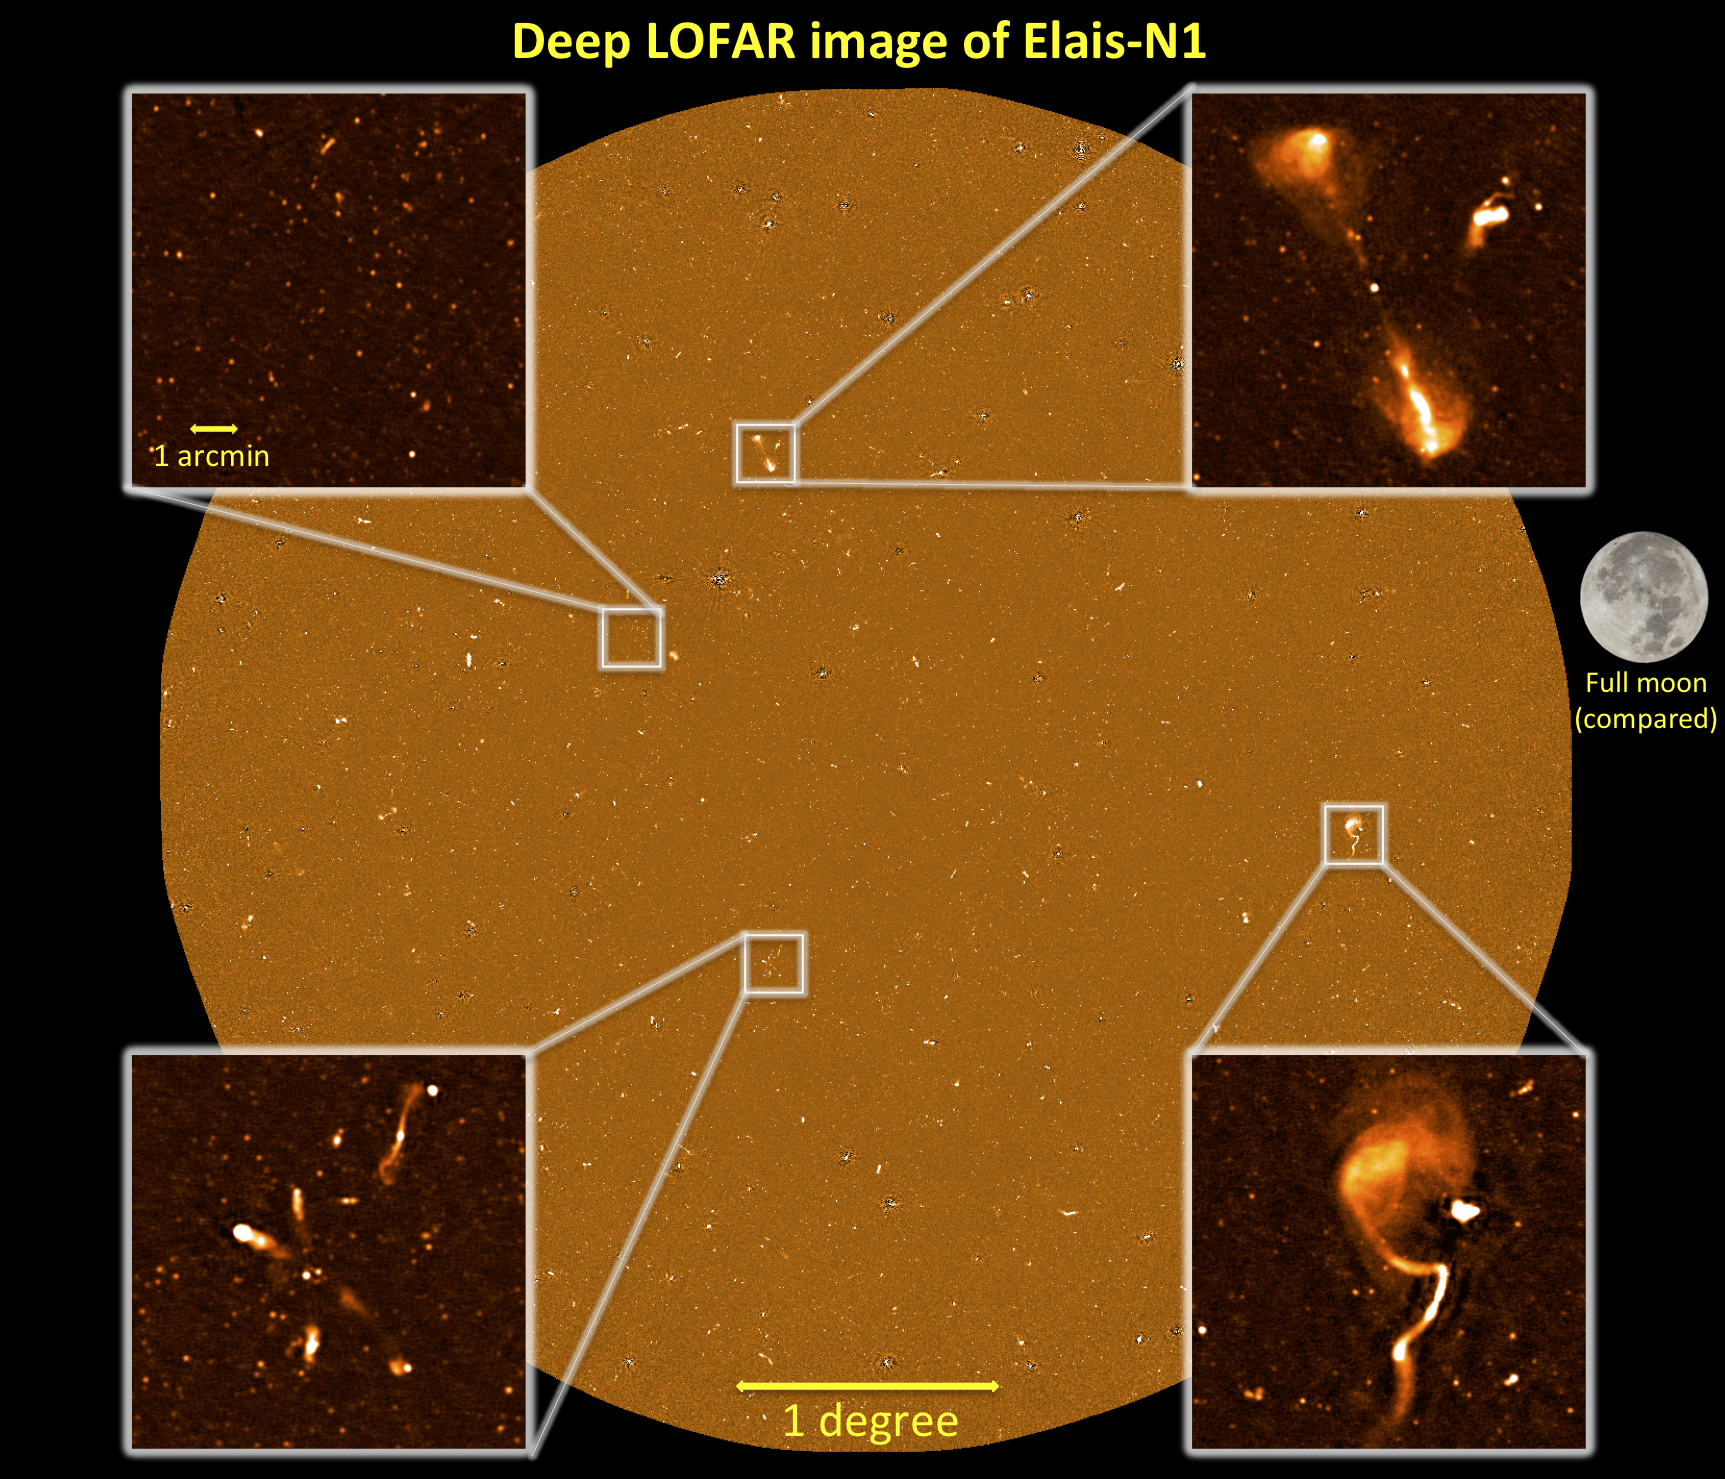 Deep LOFAR image of Elais-N1
1 arcmin
Full moon
(compared)
1 degree